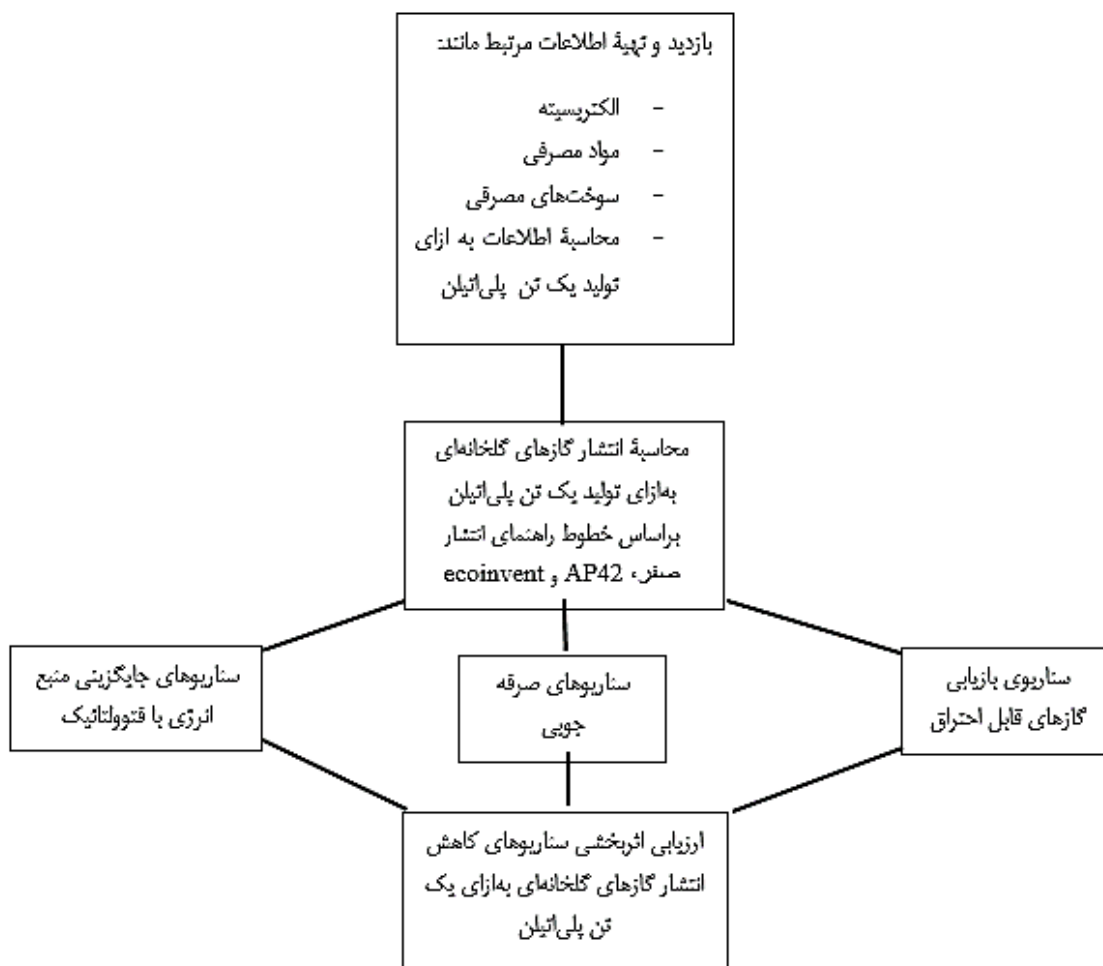 بازدید و تهیهٔ اطلاعات مرتبط مانند:
- الکتریسیته
- مواد مصرفی
- سوخت‌های مصرفی
- محاسبهٔ اطلاعات به ازای
تولید یک تن پلی‌اتیلن
محاسبهٔ انتشار گازهای گلخانه‌ای
به‌ازای تولید یک تن پلی‌اتیلن
براساس خطوط راهنمای انتشار
صفر، AP42 و ecoinvent
سناریوی بازیابی
گازهای قابل احتراق
سناریوهای صرفه
جویی
سناریوهای جایگزینی منبع
انرژی با فتوولتائیک
ارزیابی اثربخشی سناریوهای کاهش
انتشار گازهای گلخانه‌ای به‌ازای یک
تن پلی‌اتیلن